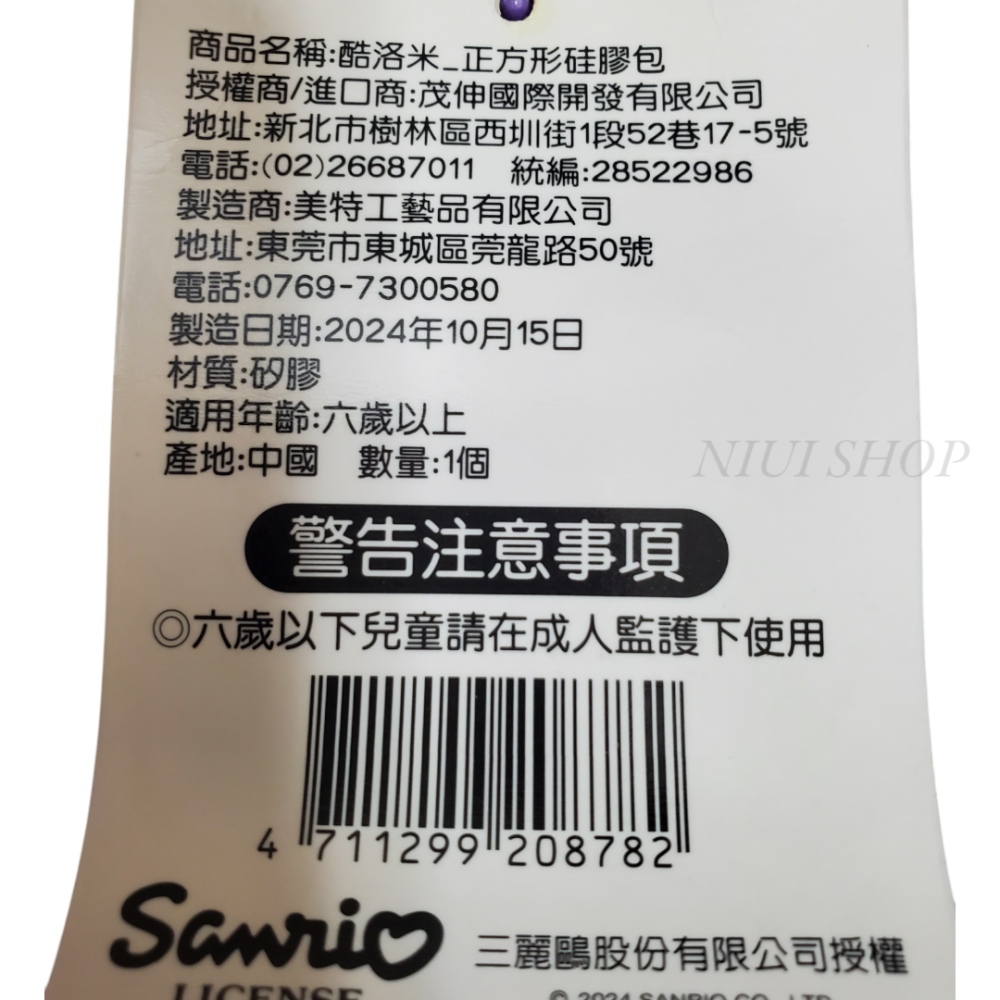 商品名稱:酷洛米_正方形硅膠包
授權商/進口商:茂伸國際開發有限公司
地址:新北市樹林區西圳街1段52巷17-5號
電話:(02)26687011 統編:28522986
製造商:美特工藝品有限公司
地址:東莞市東城區莞龍路50號
電話:0769-7300580
製造日期:2024年10月15日
材質:矽膠
適用年齡:六歲以上
產地:中國 數量:1個
NIUI SHOP
警告注意事項
◎六歲以下兒童請在成人監護下使用
4 711299 208782
Sanrio
三麗鷗股份有限公司授權
LICENSE
© 2024 SANRIO CO., LTD.